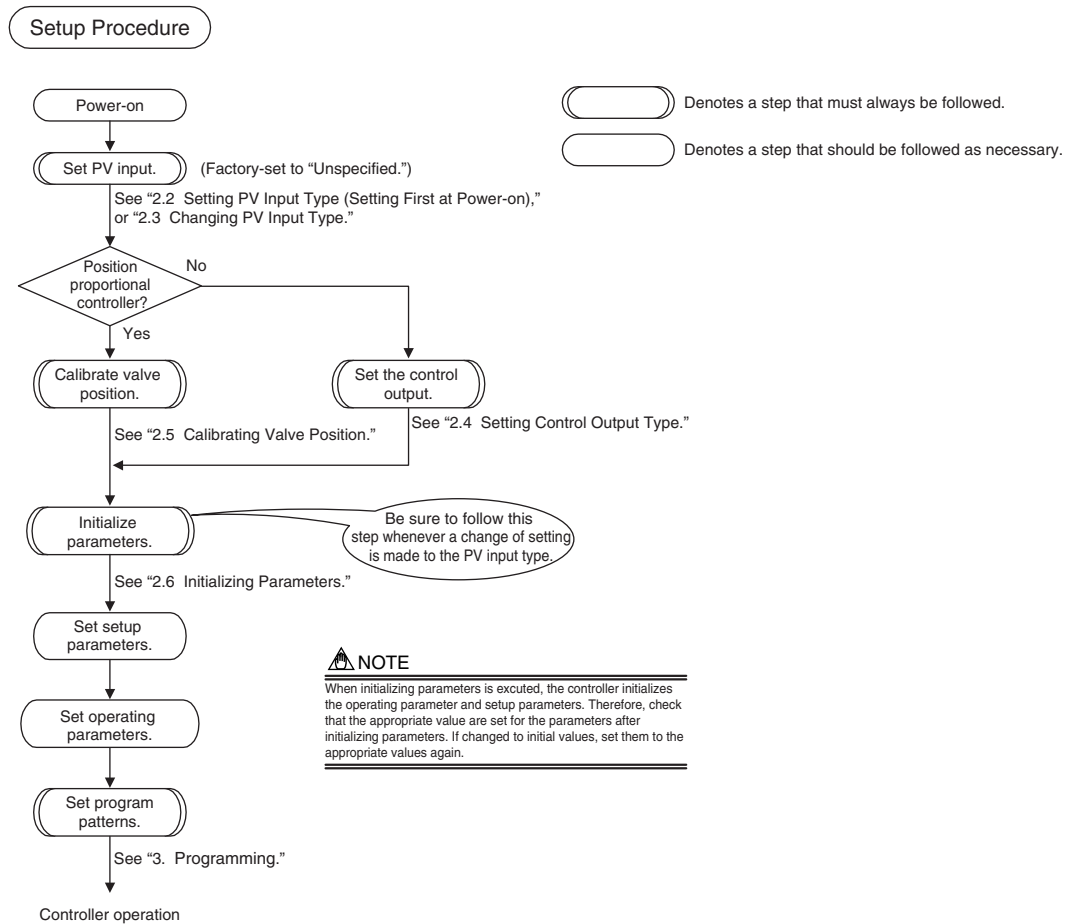 Setup Procedure
Power-on
Denotes a step that must always be followed.
Denotes a step that should be followed as necessary.
Set PV input.
(Factory-set to “Unspecified.”)
See “2.2 Setting PV Input Type (Setting First at Power-on),”
or “2.3 Changing PV Input Type.”
Position
proportional
controller?
No
Yes
Calibrate valve
position.
Set the control
output.
See “2.5 Calibrating Valve Position.”
See “2.4 Setting Control Output Type.”
Initialize
parameters.
Be sure to follow this
step whenever a change of setting
is made to the PV input type.
See “2.6 Initializing Parameters.”
Set setup
parameters.
NOTE
When initializing parameters is excuted, the controller initializes
the operating parameter and setup parameters. Therefore, check
that the appropriate value are set for the parameters after
initializing parameters. If changed to initial values, set them to the
appropriate values again.
Set operating
parameters.
Set program
patterns.
See “3. Programming.”
Controller operation